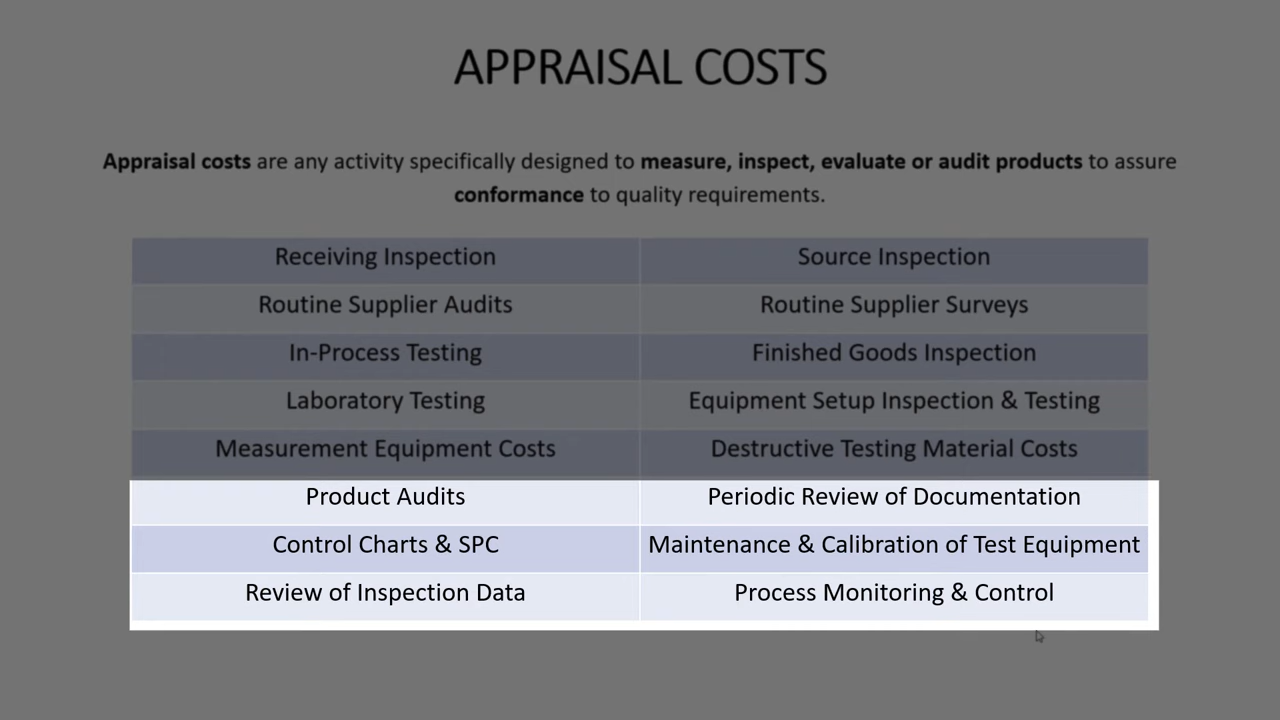 APPRAISAL COSTS
Appraisal costs are any activity specifically designed to measure, inspect, evaluate or audit products to assure
conformance to quality requirements.
Receiving Inspection
Source Inspection
Routine Supplier Audits
Routine Supplier Surveys
In-Process Testing
Finished Goods Inspection
Laboratory Testing
Equipment Setup Inspection & Testing
Measurement Equipment Costs
Destructive Testing Material Costs
Product Audits
Periodic Review of Documentation
Control Charts & SPC
Maintenance & Calibration of Test Equipment
Review of Inspection Data
Process Monitoring & Control